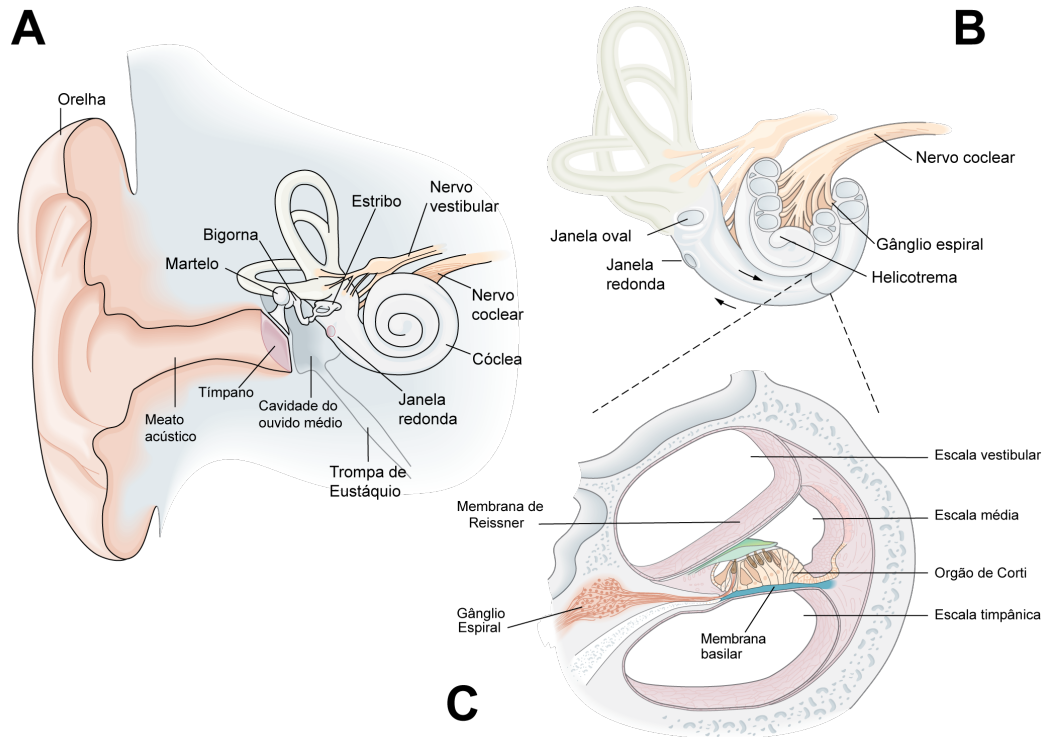 A
Orelha
Nervo
vestibular
Estribo
Bigorna
Martelo
Nervo
coclear
Cóclea
Janela
redonda
Tímpano
Cavidade do
ouvido médio
Meato
acústico
Trompa de
Eustáquio
B
Nervo coclear
Janela oval
Gânglio espiral
Janela
redonda
Helicotrema
C
Escala vestibular
Membrana de
Reissner
Escala média
Orgão de Corti
Gânglio
Espiral
Escala timpânica
Membrana
basilar